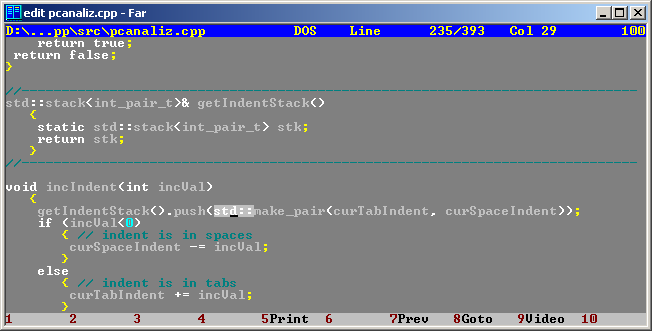 edit pcanaliz.cpp - Far
D:\...pp\src\pcanaliz.cpp DOS Line 235/393 Col 29 100
return true;
return false;
}
//————————————————————————————————
std::stack<int_pair_t>& getIndentStack()
{
static std::stack<int_pair_t> stk;
return stk;
}
//————————————————————————————————
void incIndent(int incVal)
{
getIndentStack().push(std::make_pair(curTabIndent, curSpaceIndent));
if (incVal<0)
{ // indent is in spaces
curSpaceIndent -= incVal;
}
else
{ // indent is in tabs
curTabIndent += incVal;
}
1 2 3 4 5Print 6 7Prev 8Goto 9Video 10